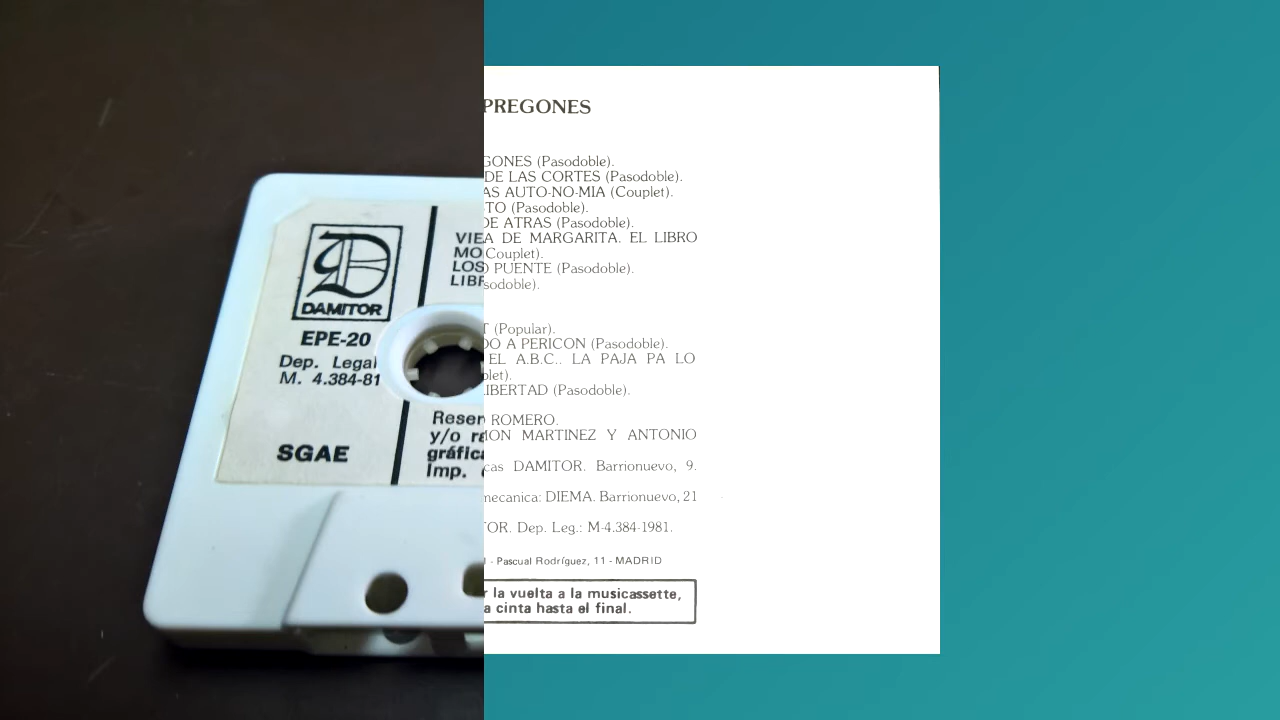 DAMITOR
EPE-20
Dep. Legal
M. 4.384-81
SGAE
VIE
MO
LOS
LIB
Reser
y/o
gráfic
Imp.
PREGONES
GONES (Pasodoble).
DE LAS CORTES (Pasodoble).
AS AUTO-NO-MIA (Couplet).
TO (Pasodoble).
DE ATRAS (Pasodoble).
A DE MARGARITA. EL LIBRO
Couplet).
O PUENTE (Pasodoble).
sodoble).
T (Popular).
DO A PERICON (Pasodoble).
EL A.B.C.. LA PAJA PA LO
plet).
LIBERTAD (Pasodoble).
ROMERO.
MON MARTINEZ Y ANTONIO
cas DAMITOR. Barrionuevo, 9.
mecanica: DIEMA. Barrionuevo, 21
TOR. Dep. Leg.: M-4.384-1981.
- Pascual Rodríguez, 11 - MADRID
r la vuelta a la musicassette,
a cinta hasta el final.